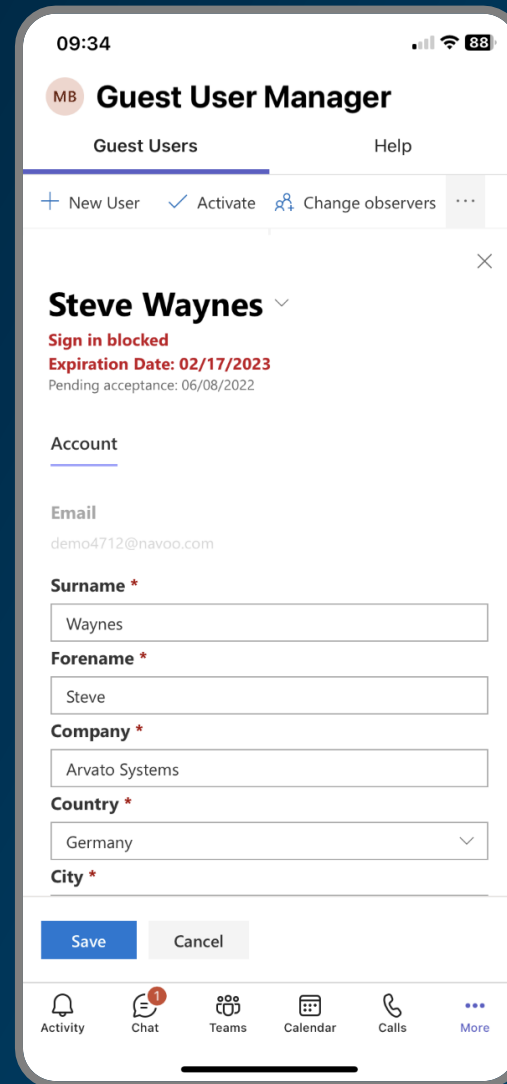 09:34
88
MB Guest User Manager
Guest Users Help
New User Activate Change observers ...
Steve Waynes
Sign in blocked
Expiration Date: 02/17/2023
Pending acceptance: 06/08/2022
Account
Email
demo4712@navoo.com
Surname *
Waynes
Forename *
Steve
Company *
Arvato Systems
Country *
Germany
City *
Save Cancel
1
Activity Chat Teams Calendar Calls More